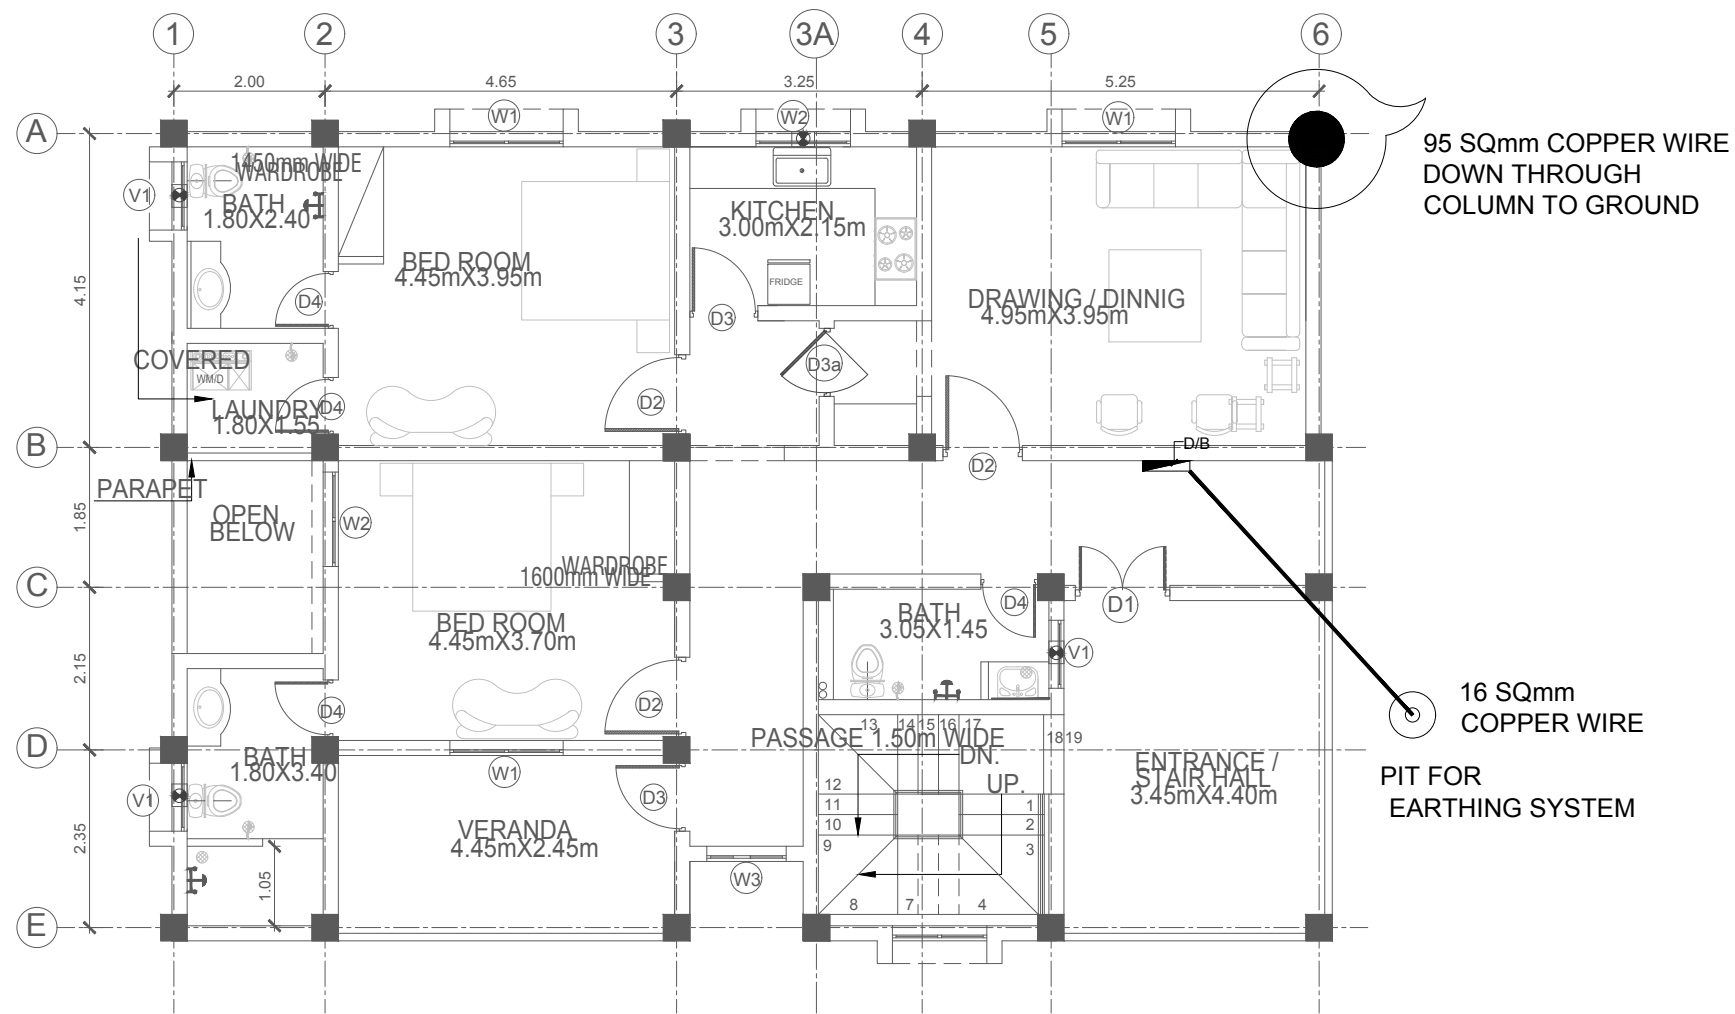 1 2 3 3A 4 5 6
2.00 4.65 3.25 5.25
A
W1 W2 W1
95 SQmm COPPER WIRE
DOWN THROUGH
COLUMN TO GROUND
1450mm WIDE
WARDROBE
V1
BATH
1.80X2.40
KITCHEN
3.00mX2.15m
BED ROOM
4.45mX3.95m
FRIDGE
4.15
D4
D3
DRAWING / DINNIG
4.95mX3.95m
COVERED
WM/D
D3a
LAUNDRY
1.80X1.55
D4
D2
B
D/B
D2
PARAPET
OPEN
BELOW
1.85
W2
WARDROBE
1600mm WIDE
C
D4
D1
BATH
3.05X1.45
BED ROOM
4.45mX3.70m
V1
2.15
D4
D2
16 SQmm
COPPER WIRE
13 14 15 16 17
PASSAGE 1.50m WIDE
18 19
D
DN.
BATH
1.80X3.40
W1
ENTRANCE /
STAIR HALL
3.45mX4.40m
PIT FOR
EARTHING SYSTEM
UP.
V1
D3
12
11 1
10 2
9 3
VERANDA
4.45mX2.45m
2.35
1.05
W3
8 7 4
E